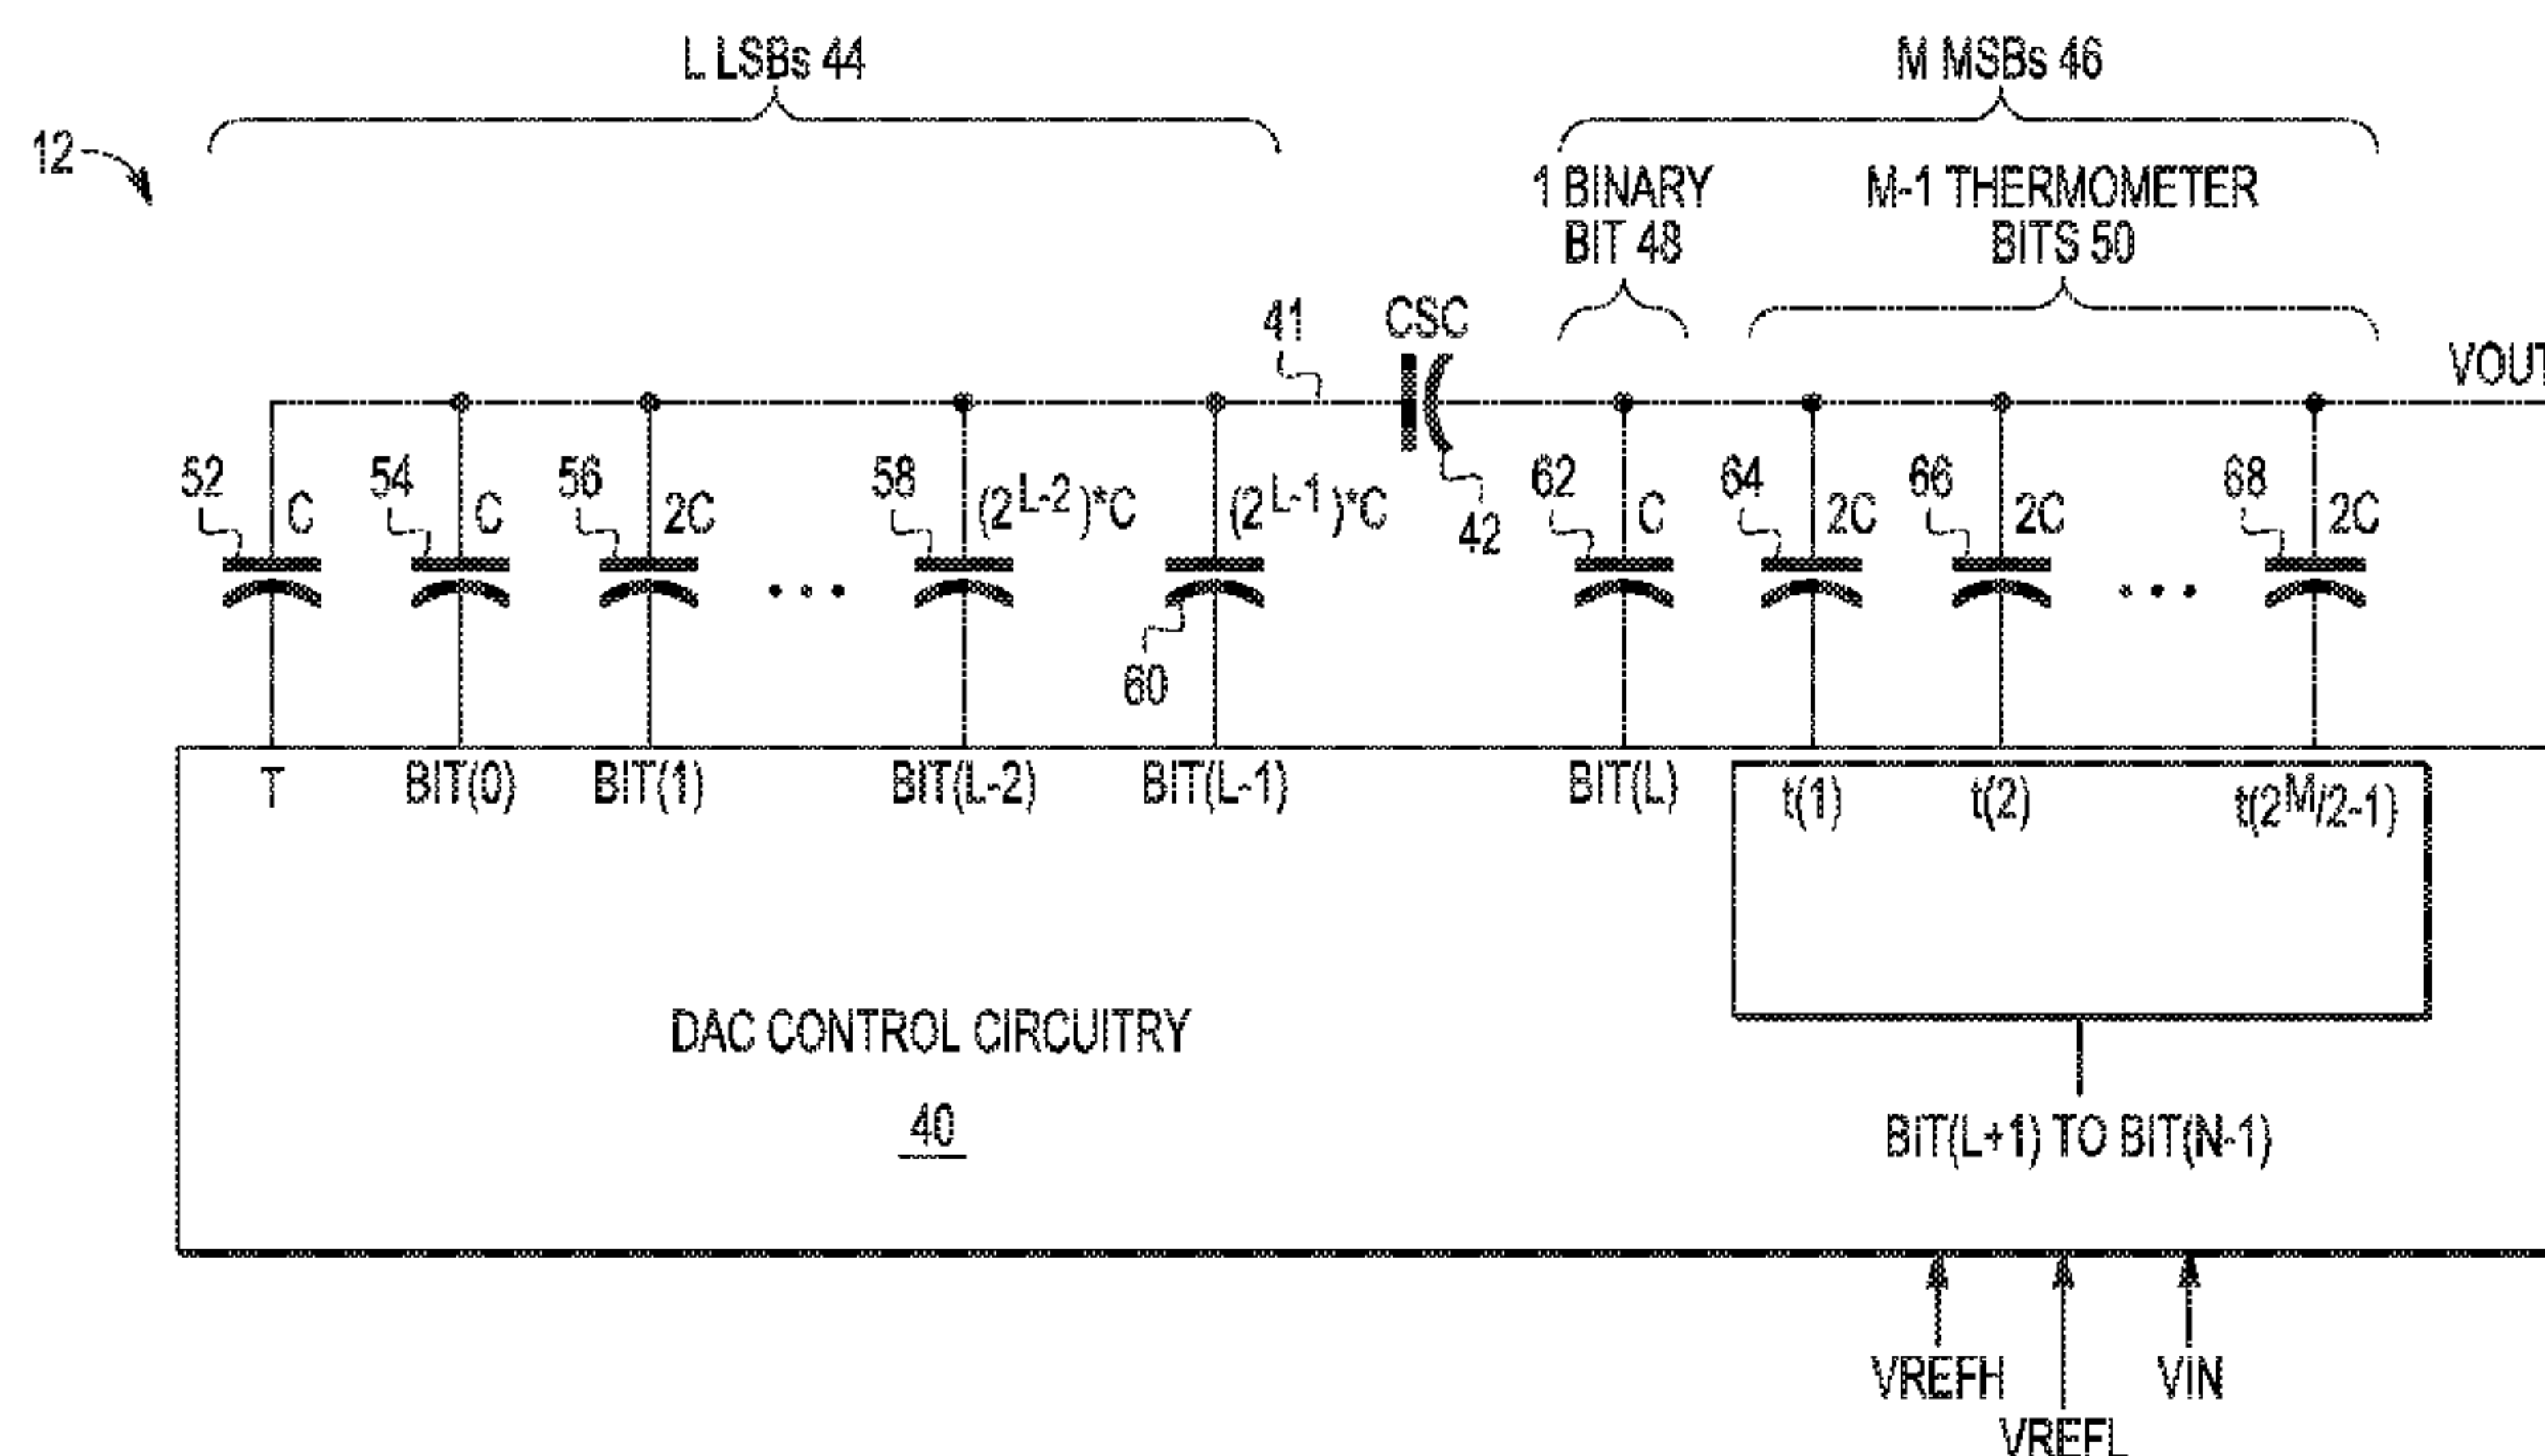 L LSBs 44
M MSBs 46
12
1 BINARY
BIT 48
M-1 THERMOMETER
BITS 50
41
CSC
VOUT
52
C
54
C
56
2C
58
(2^L-2)*C
(2^L-1)*C
42
62
C
64
2C
66
2C
68
2C
60
T
BIT(0)
BIT(1)
BIT(L-2)
BIT(L-1)
BIT(L)
t(1)
t(2)
t(2^M/2-1)
DAC CONTROL CIRCUITRY
40
BIT(L+1) TO BIT(N-1)
VREFH
VIN
VREFL